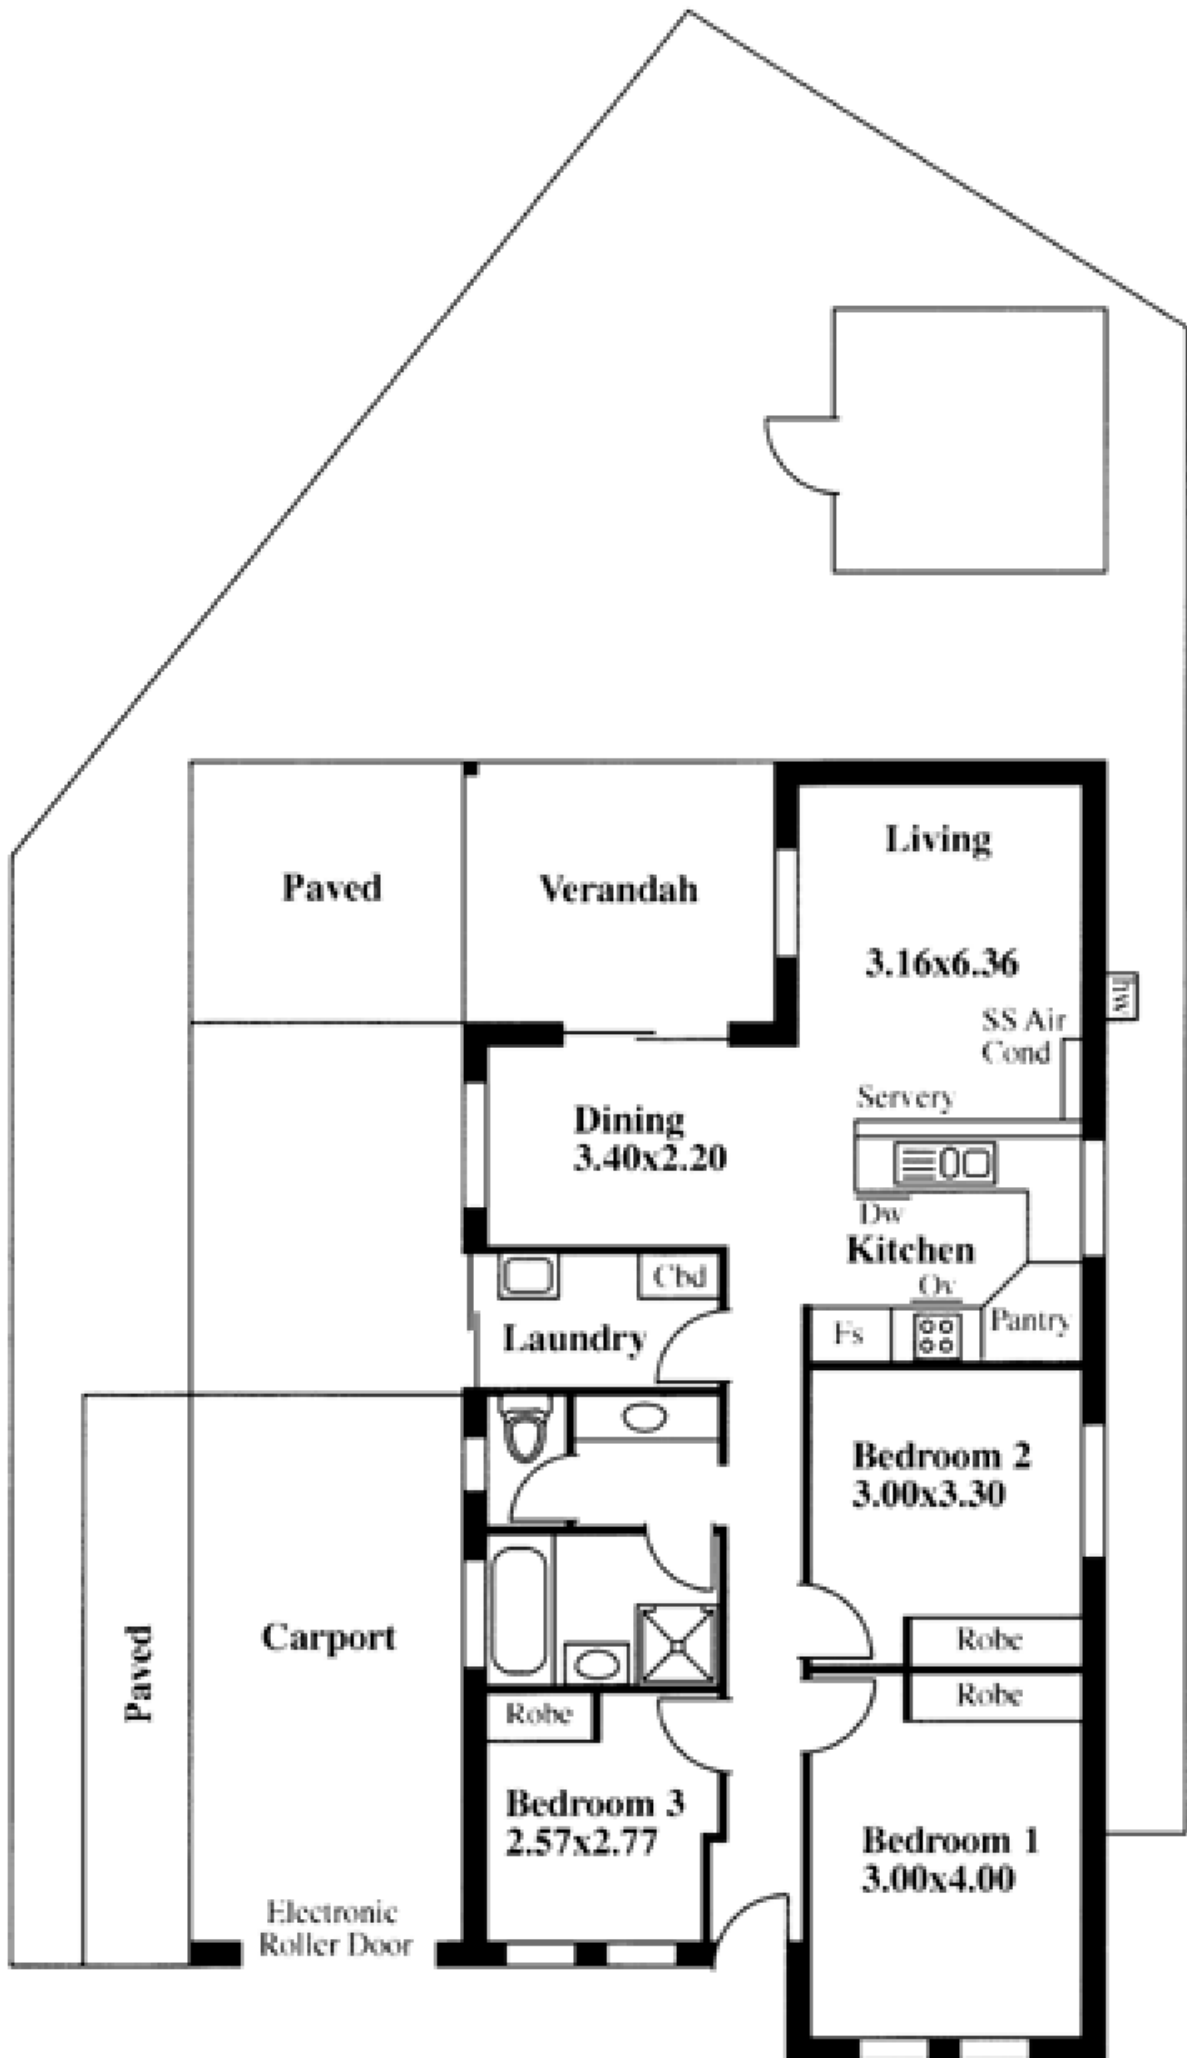 Living
Paved
Verandah
3.16x6.36
hw
SS Air
Cond
Servery
Dining
3.40x2.20
Dw
Kitchen
Ov
Cbd
Laundry
Fs
Pantry
Bedroom 2
3.00x3.30
Robe
Carport
Paved
Robe
Robe
Bedroom 3
2.57x2.77
Bedroom 1
3.00x4.00
Electronic
Roller Door